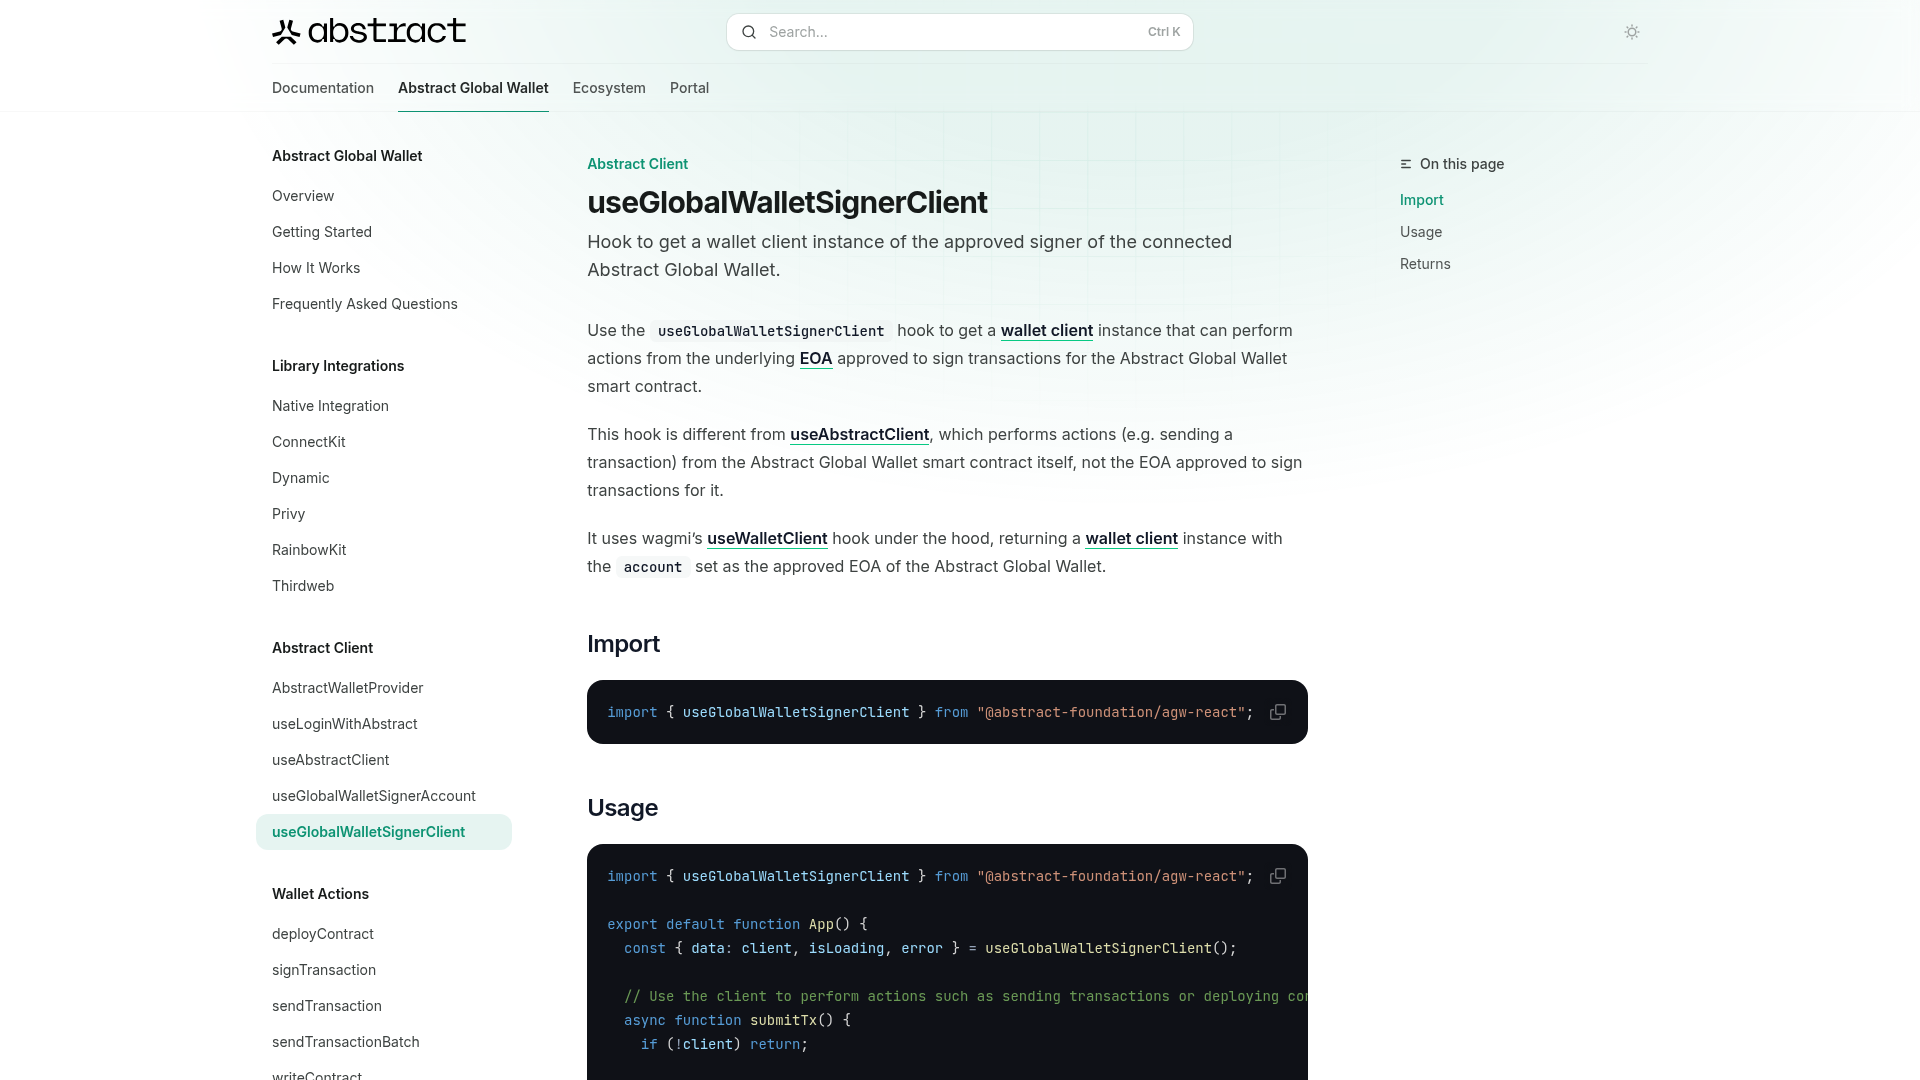 abstract
Search...
Ctrl K
Documentation
Abstract Global Wallet
Ecosystem
Portal
Abstract Global Wallet
Overview
Getting Started
How It Works
Frequently Asked Questions
Library Integrations
Native Integration
ConnectKit
Dynamic
Privy
RainbowKit
Thirdweb
Abstract Client
AbstractWalletProvider
useLoginWithAbstract
useAbstractClient
useGlobalWalletSignerAccount
useGlobalWalletSignerClient
Wallet Actions
deployContract
signTransaction
sendTransaction
sendTransactionBatch
writeContract
Abstract Client
useGlobalWalletSignerClient
Hook to get a wallet client instance of the approved signer of the connected
Abstract Global Wallet.
Use the useGlobalWalletSignerClient hook to get a wallet client instance that can perform
actions from the underlying EOA approved to sign transactions for the Abstract Global Wallet
smart contract.
This hook is different from useAbstractClient, which performs actions (e.g. sending a
transaction) from the Abstract Global Wallet smart contract itself, not the EOA approved to sign
transactions for it.
It uses wagmi’s useWalletClient hook under the hood, returning a wallet client instance with
the account set as the approved EOA of the Abstract Global Wallet.
Import
import { useGlobalWalletSignerClient } from "@abstract-foundation/agw-react";
Usage
import { useGlobalWalletSignerClient } from "@abstract-foundation/agw-react";
export default function App() {
const { data: client, isLoading, error } = useGlobalWalletSignerClient();
// Use the client to perform actions such as sending transactions or deploying con
async function submitTx() {
if (!client) return;
On this page
Import
Usage
Returns